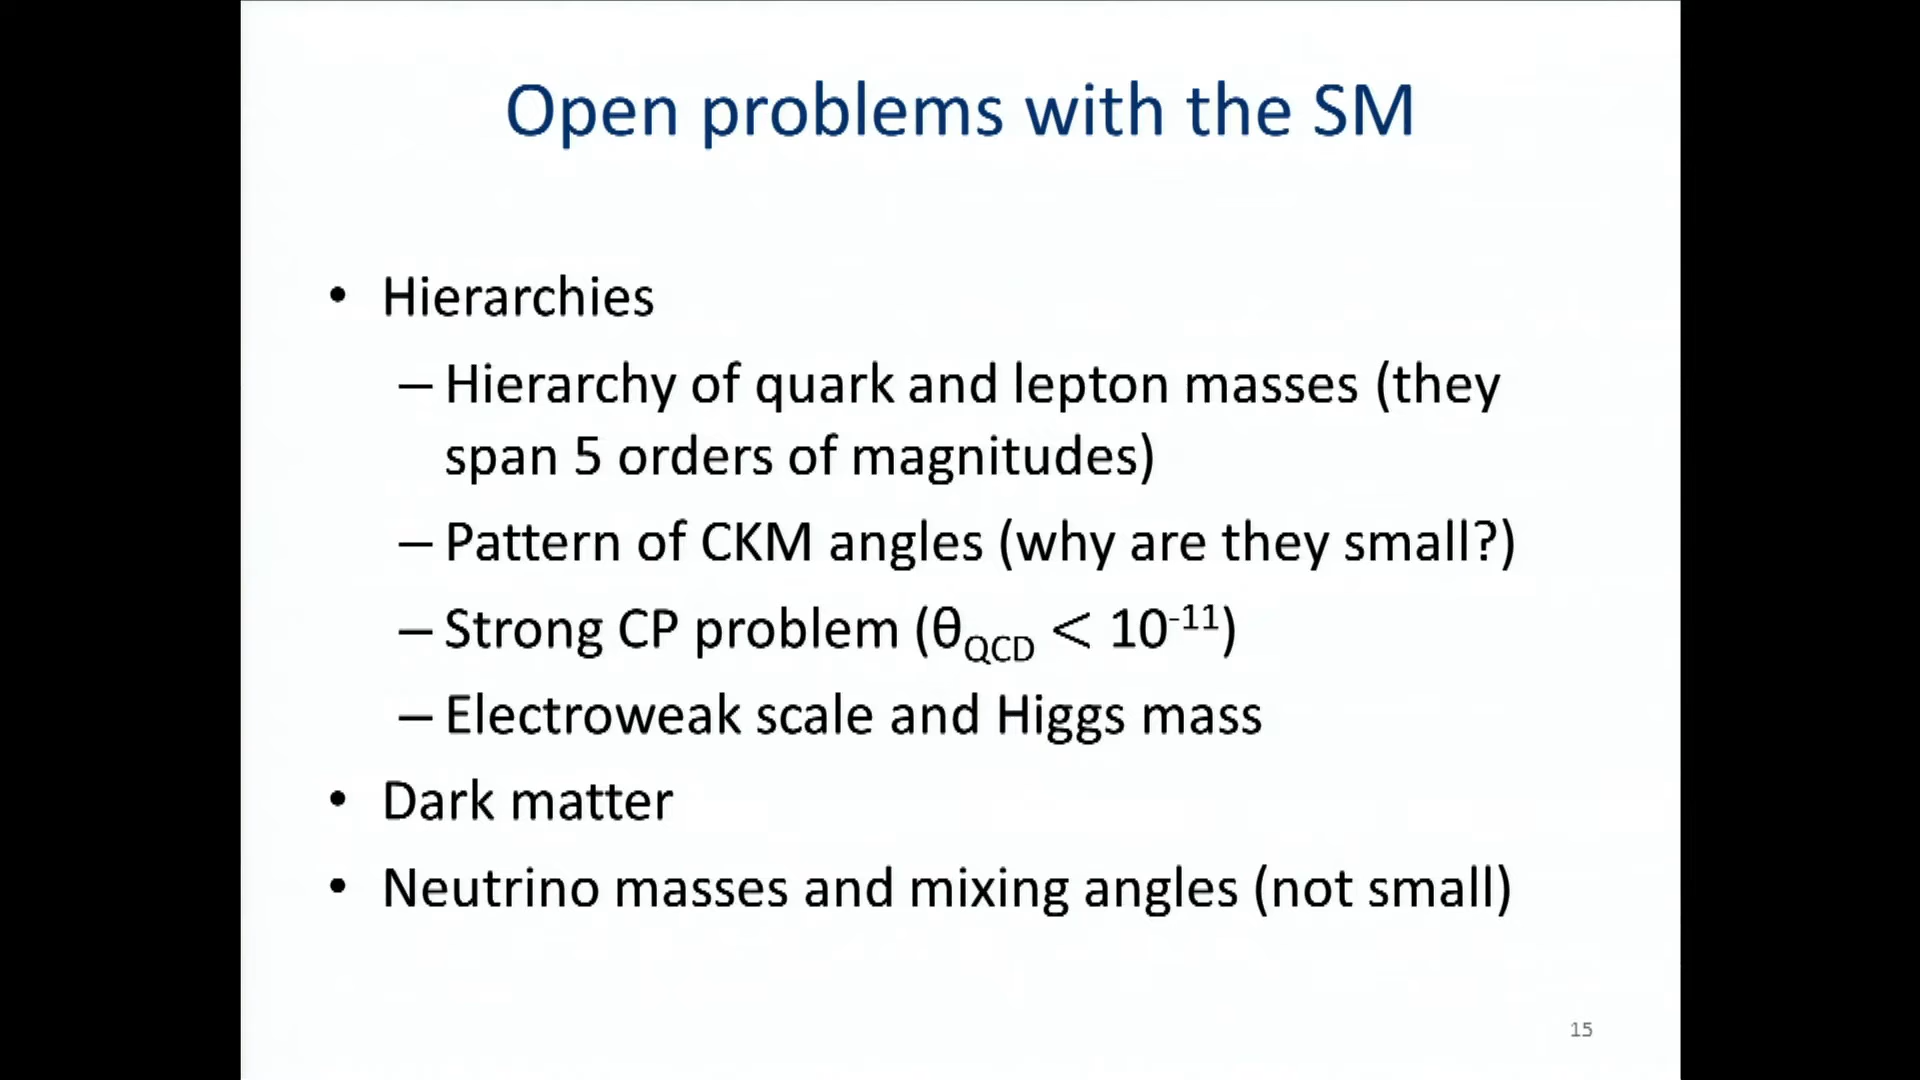 Open problems with the SM
• Hierarchies
– Hierarchy of quark and lepton masses (they
span 5 orders of magnitudes)
– Pattern of CKM angles (why are they small?)
– Strong CP problem (θ_QCD < 10^-11)
– Electroweak scale and Higgs mass
• Dark matter
• Neutrino masses and mixing angles (not small)
15